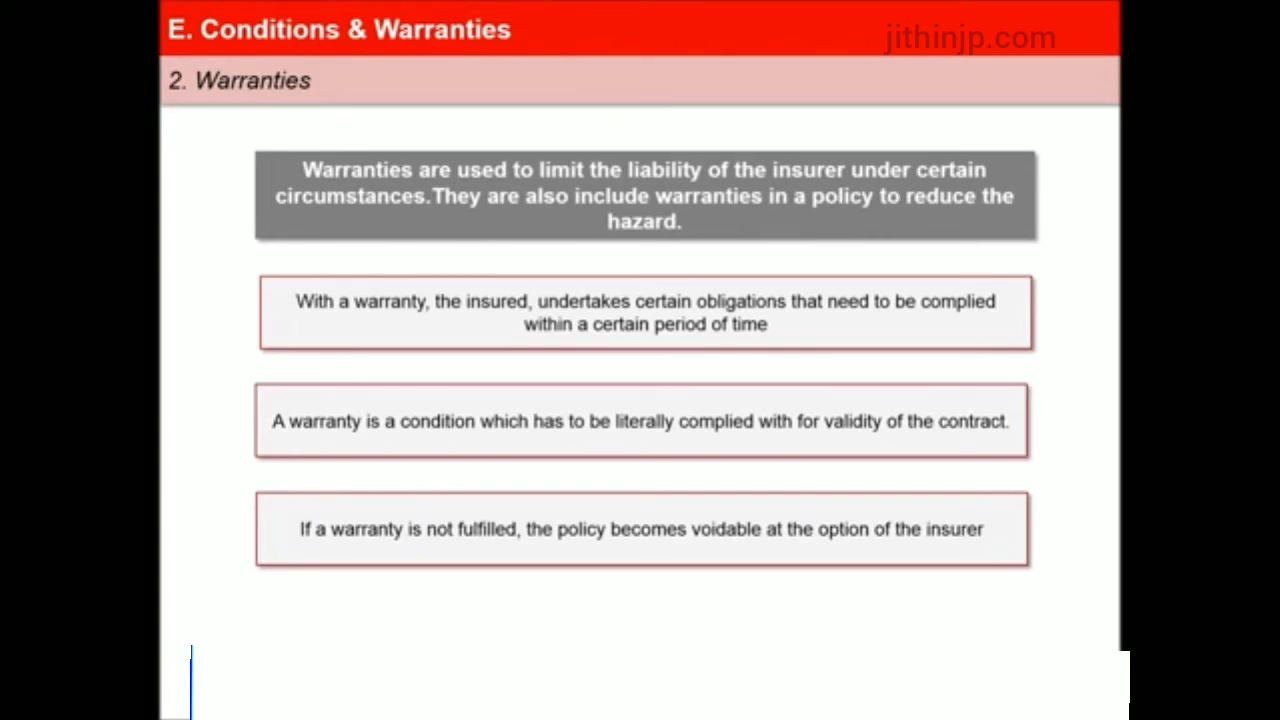 E. Conditions & Warranties
jithinjp.com
2. Warranties
Warranties are used to limit the liability of the insurer under certain
circumstances.They are also include warranties in a policy to reduce the
hazard.
With a warranty, the insured, undertakes certain obligations that need to be complied
within a certain period of time
A warranty is a condition which has to be literally complied with for validity of the contract.
If a warranty is not fulfilled, the policy becomes voidable at the option of the insurer